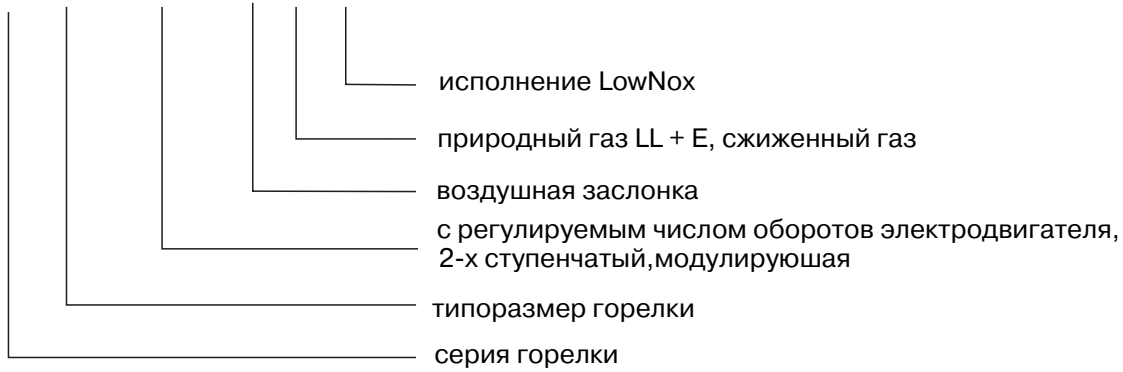 исполнение LowNox
природный газ LL + E, сжиженный газ
воздушная заслонка
с регулируемым числом оборотов электродвигателя,
2-х ступенчатый,модулируюшая
типоразмер горелки
серия горелки